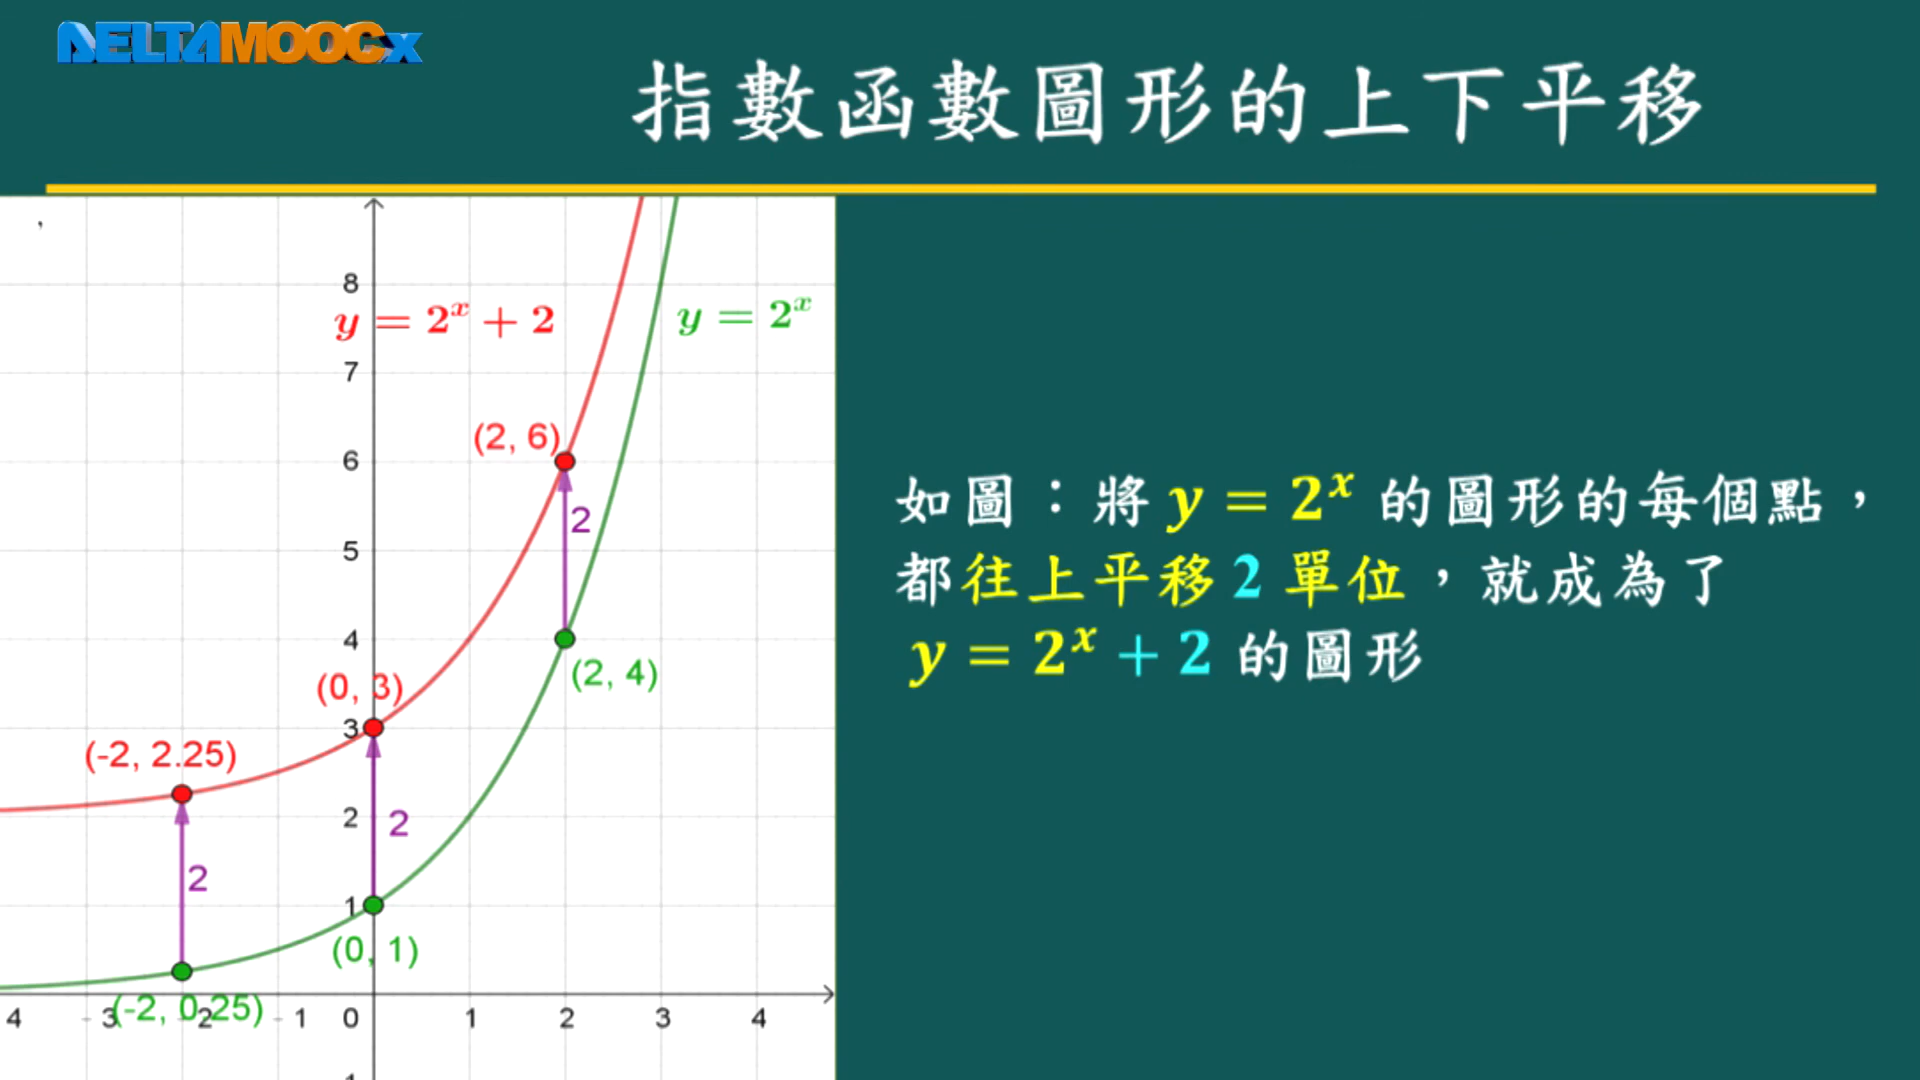 DELTAMOOCx
指數函數圖形的上下平移
8
y = 2^x + 2
y = 2^x
7
(2, 6)
6
2
5
4
(2, 4)
(0, 3)
3
(-2, 2.25)
2
2
2
1
(0, 1)
(-2, 0.25)
4 -3 -2 -1 0 1 2 3 4
如圖：將 y = 2^x 的圖形的每個點，
都往上平移 2 單位，就成為了
y = 2^x + 2 的圖形